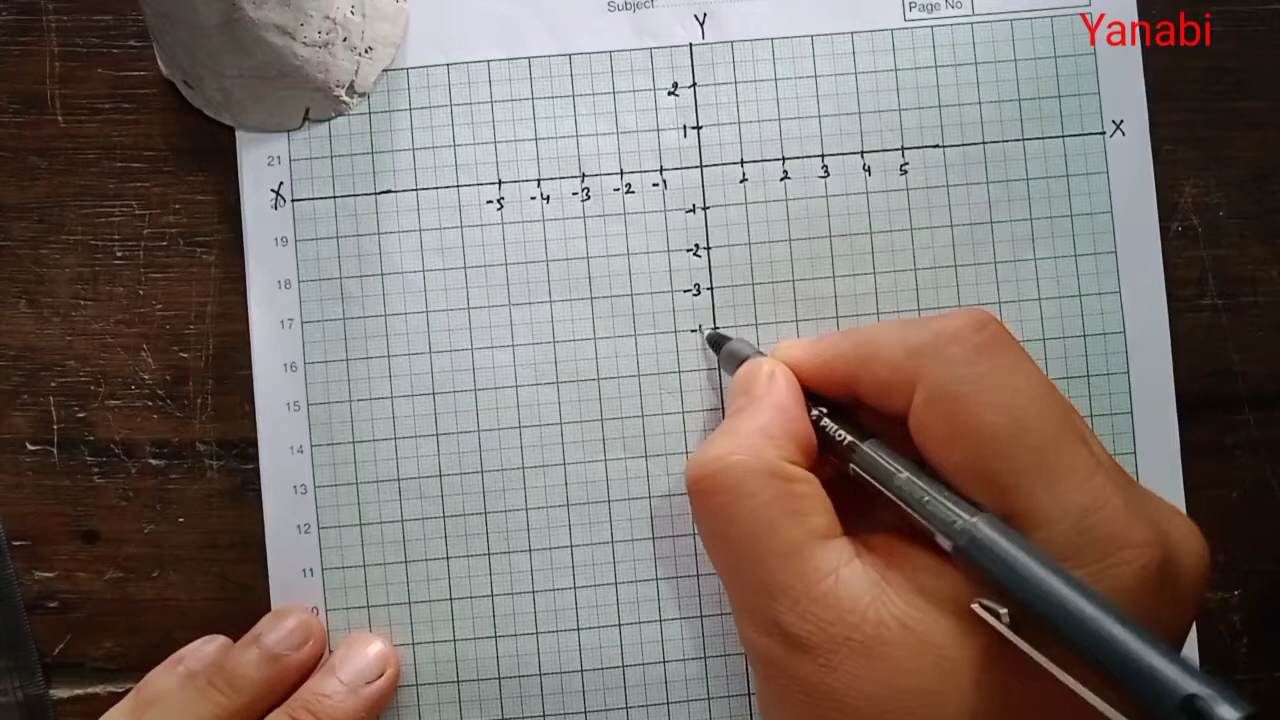 Subject:
Page No
Yanabi
Y
2
1
X
21
X
-5 -4 -3 -2 -1 1 2 3 4 5
-1
19
-2
18
-3
17
16
15
14
13
12
11
PILOT